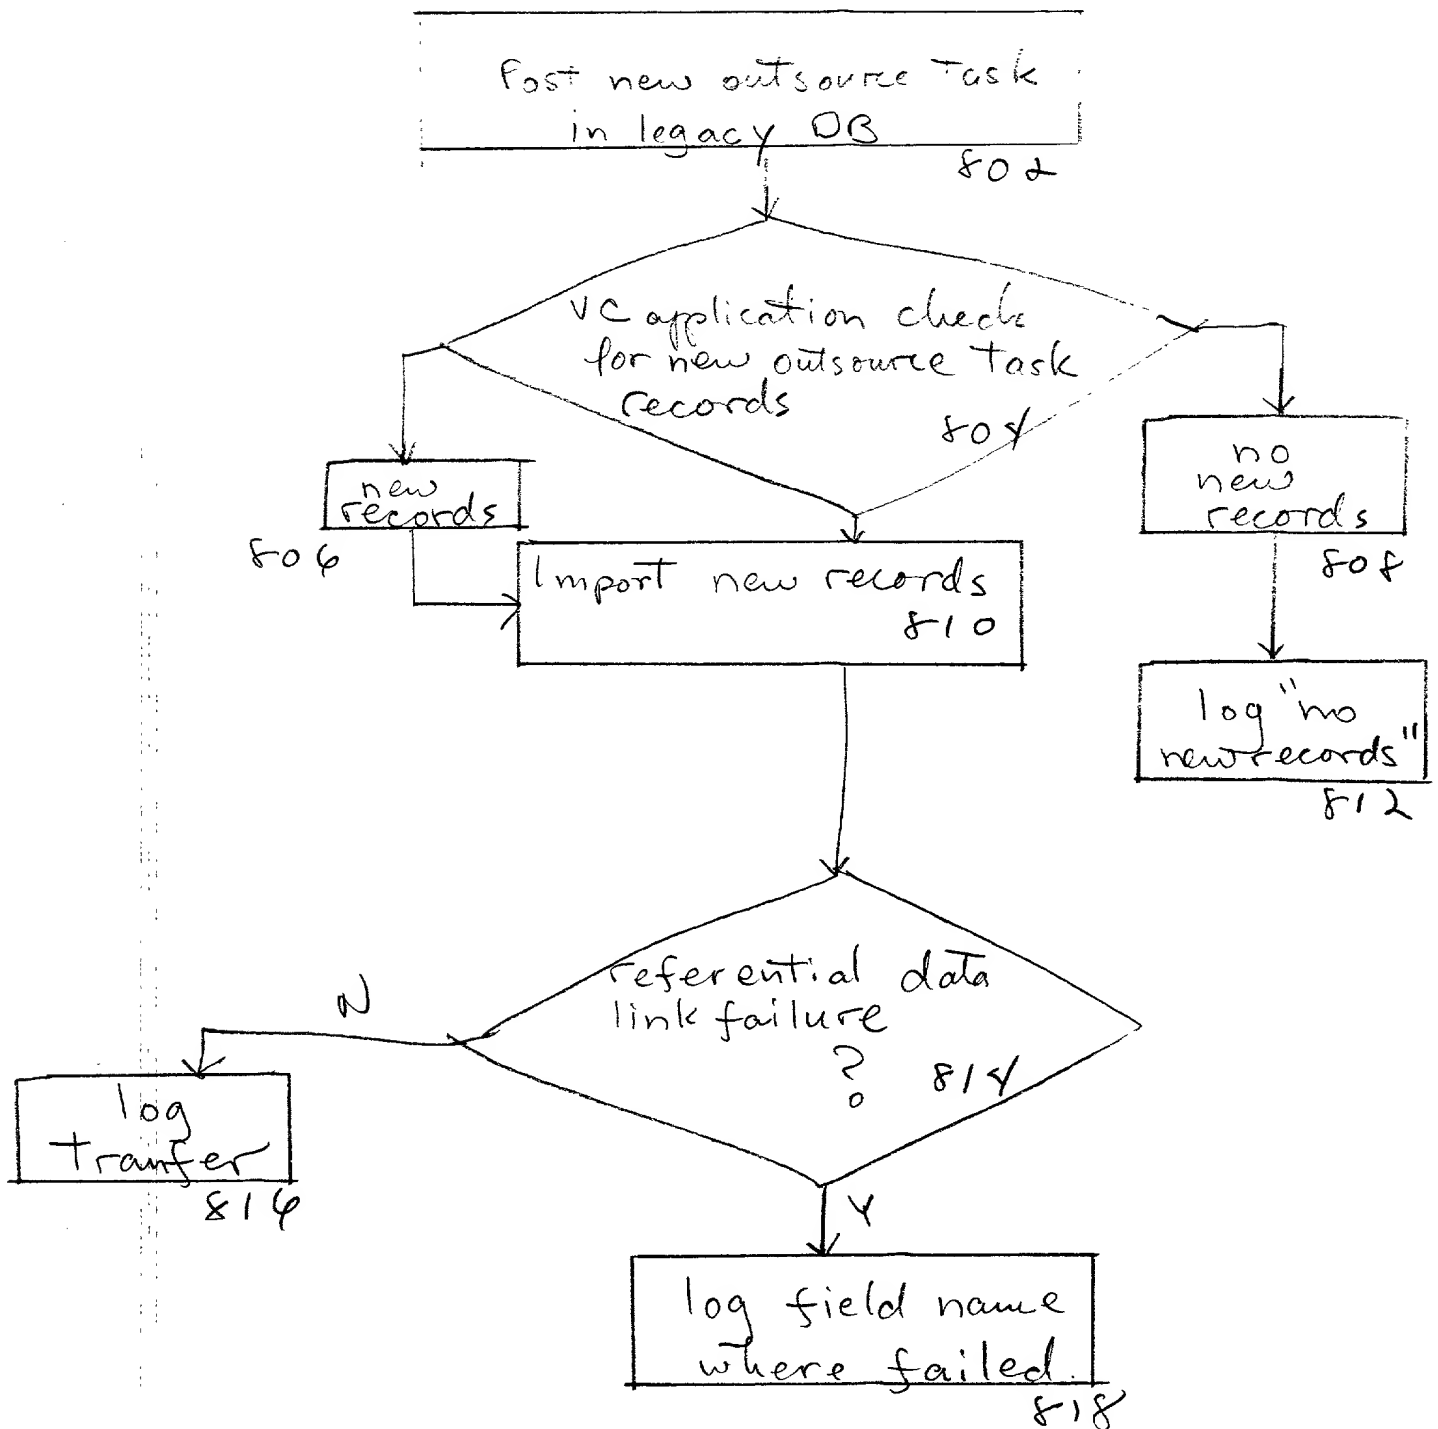 Post new outsource task
in legacy DB
802
VC application check
for new outsource task
records
804
new
records
806
no
new
records
808
Import new records
810
log "no
new records"
812
referential data
link failure
?
814
N
log
Tranfer
816
Y
log field name
where failed.
818